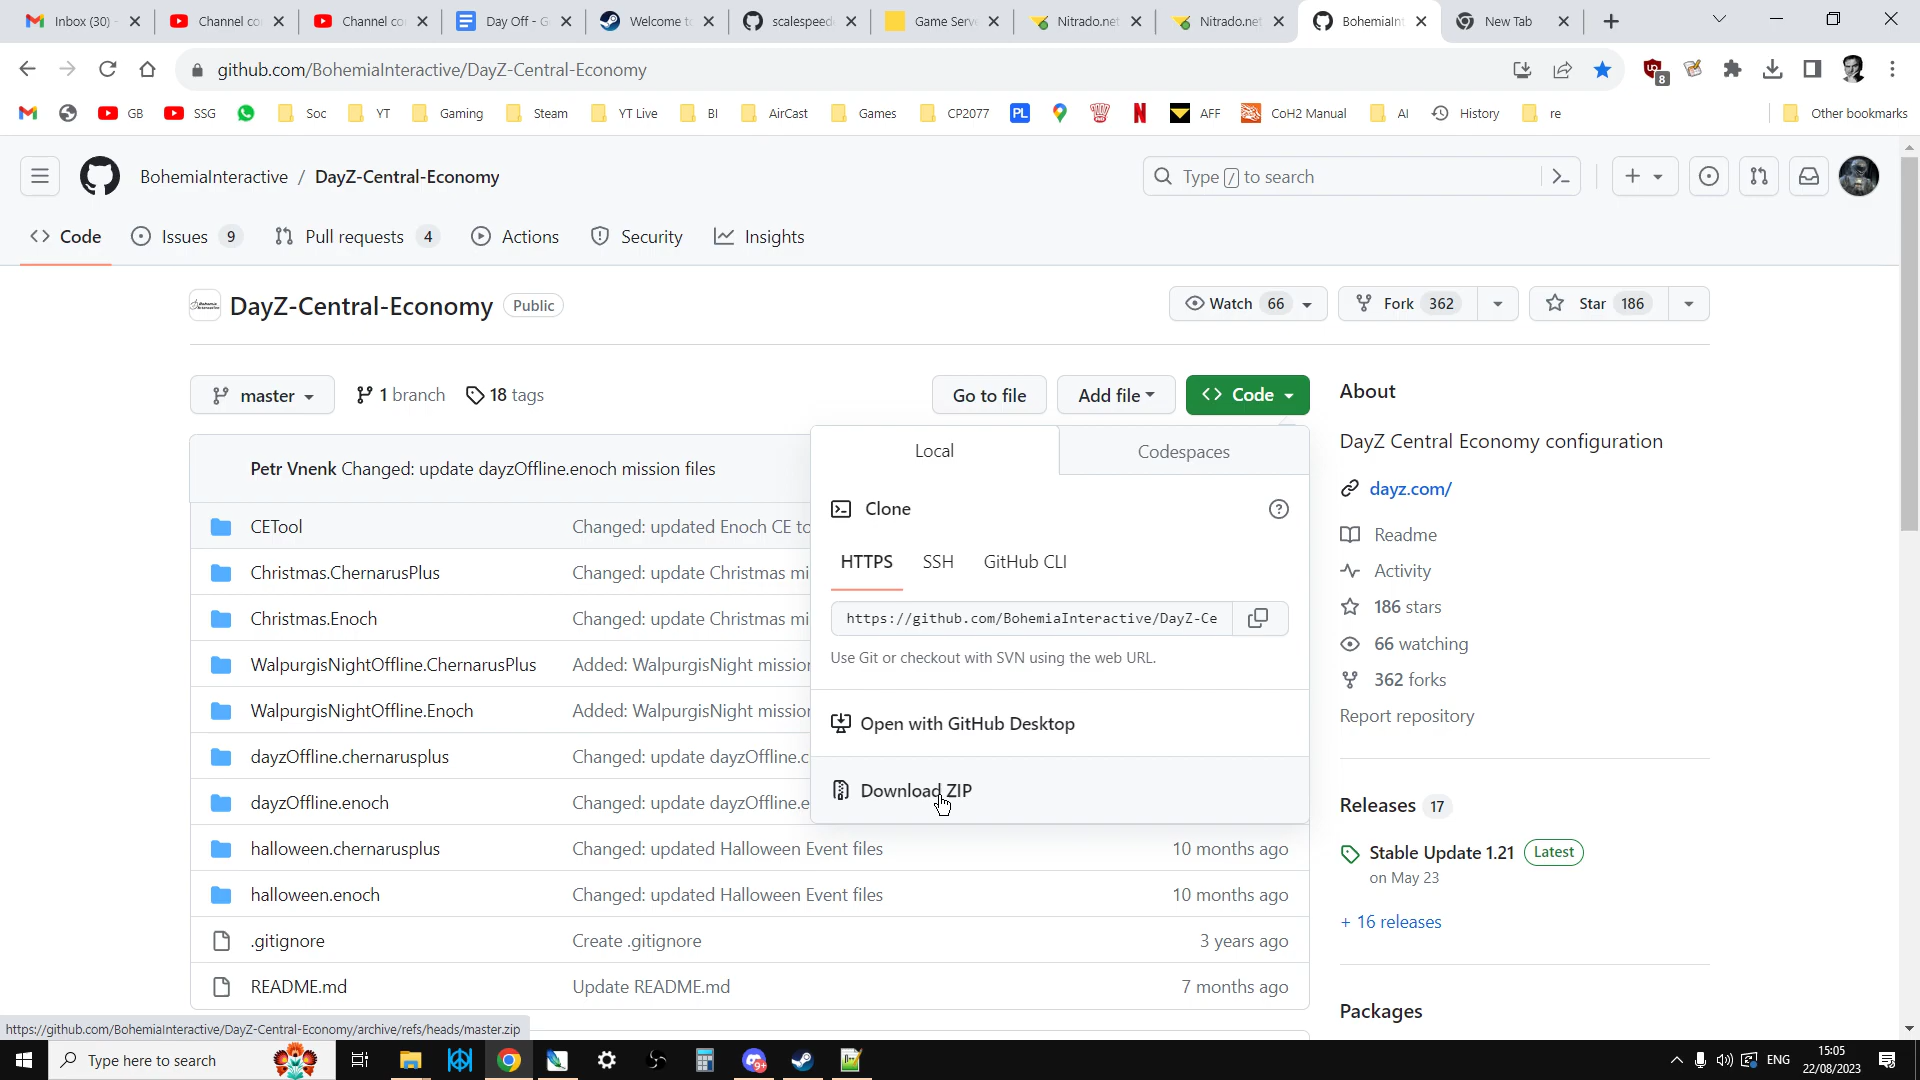 Inbox (30) -
Channel co
Channel co
Day Off - G
Welcome t
scalespeed
Game Serv
Nitrado.ne
Nitrado.ne
BohemiaInt
New Tab
github.com/BohemiaInteractive/DayZ-Central-Economy
8
GB
SSG
Soc
YT
Gaming
Steam
YT Live
BI
AirCast
Games
CP2077
PL
AFF
CoH2 Manual
AI
History
re
Other bookmarks
BohemiaInteractive / DayZ-Central-Economy
Type / to search
Code
Issues 9
Pull requests 4
Actions
Security
Insights
DayZ-Central-Economy Public
Watch 66
Fork 362
Star 186
master
1 branch
18 tags
Go to file
Add file
Code
Petr Vnenk Changed: update dayzOffline.enoch mission files
CETool Changed: updated Enoch CE to
Christmas.ChernarusPlus Changed: update Christmas mi
Christmas.Enoch Changed: update Christmas mi
WalpurgisNightOffline.ChernarusPlus Added: WalpurgisNight mission
WalpurgisNightOffline.Enoch Added: WalpurgisNight mission
dayzOffline.chernarusplus Changed: update dayzOffline.c
dayzOffline.enoch Changed: update dayzOffline.e
halloween.chernarusplus Changed: updated Halloween Event files 10 months ago
halloween.enoch Changed: updated Halloween Event files 10 months ago
.gitignore Create .gitignore 3 years ago
README.md Update README.md 7 months ago
Local
Codespaces
Clone
HTTPS
SSH
GitHub CLI
https://github.com/BohemiaInteractive/DayZ-Ce
Use Git or checkout with SVN using the web URL.
Open with GitHub Desktop
Download ZIP
About
DayZ Central Economy configuration
dayz.com/
Readme
Activity
186 stars
66 watching
362 forks
Report repository
Releases 17
Stable Update 1.21 Latest
on May 23
+ 16 releases
Packages
https://github.com/BohemiaInteractive/DayZ-Central-Economy/archive/refs/heads/master.zip
Type here to search
ENG
15:05
22/08/2023